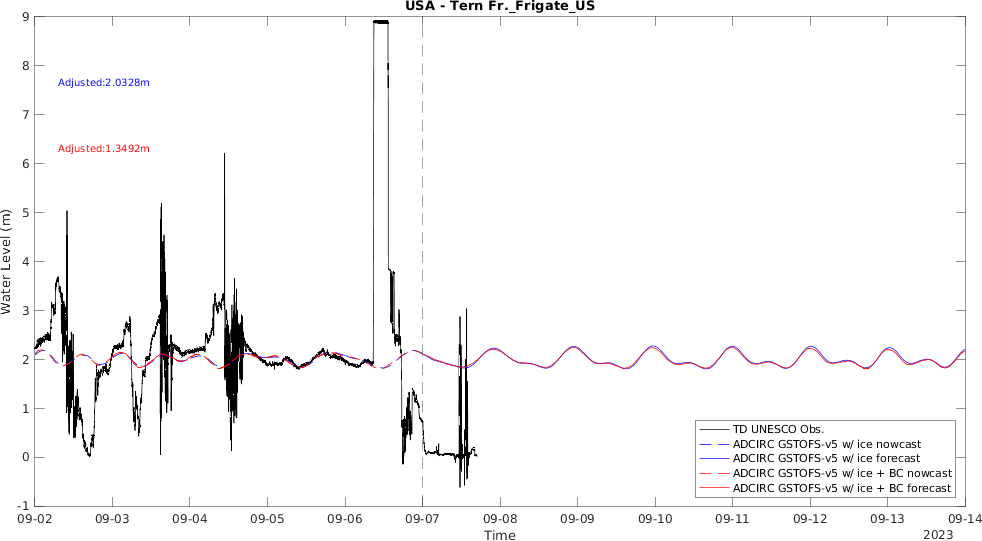 USA - Tern Fr._Frigate_US
9
8
7
6
5
4
3
2
1
0
-1
Water Level (m)
Adjusted:2.0328m
Adjusted:1.3492m
TD UNESCO Obs.
ADCIRC GSTOFS-v5 w/ ice nowcast
ADCIRC GSTOFS-v5 w/ ice forecast
ADCIRC GSTOFS-v5 w/ ice + BC nowcast
ADCIRC GSTOFS-v5 w/ ice + BC forecast
09-02 09-03 09-04 09-05 09-06 09-07 09-08 09-09 09-10 09-11 09-12 09-13 09-14
Time
2023